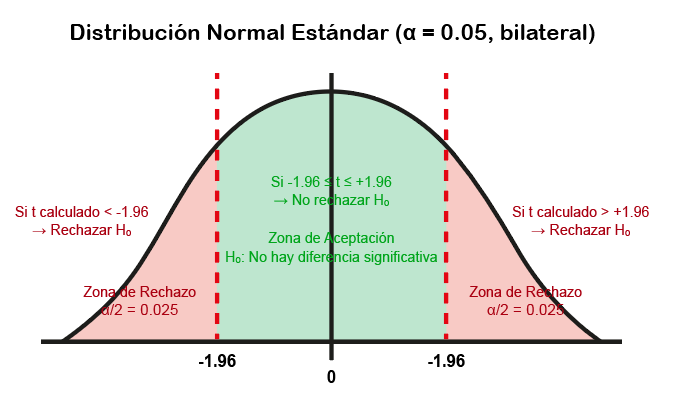 Distribución Normal Estándar (α = 0.05, bilateral)
Si -1.96 ≤ t ≤ +1.96
→ No rechazar H₀
Si t calculado < -1.96
→ Rechazar H₀
Si t calculado > +1.96
→ Rechazar H₀
Zona de Aceptación
H₀: No hay diferencia significativa
Zona de Rechazo
α/2 = 0.025
Zona de Rechazo
α/2 = 0.025
-1.96
-1.96
0